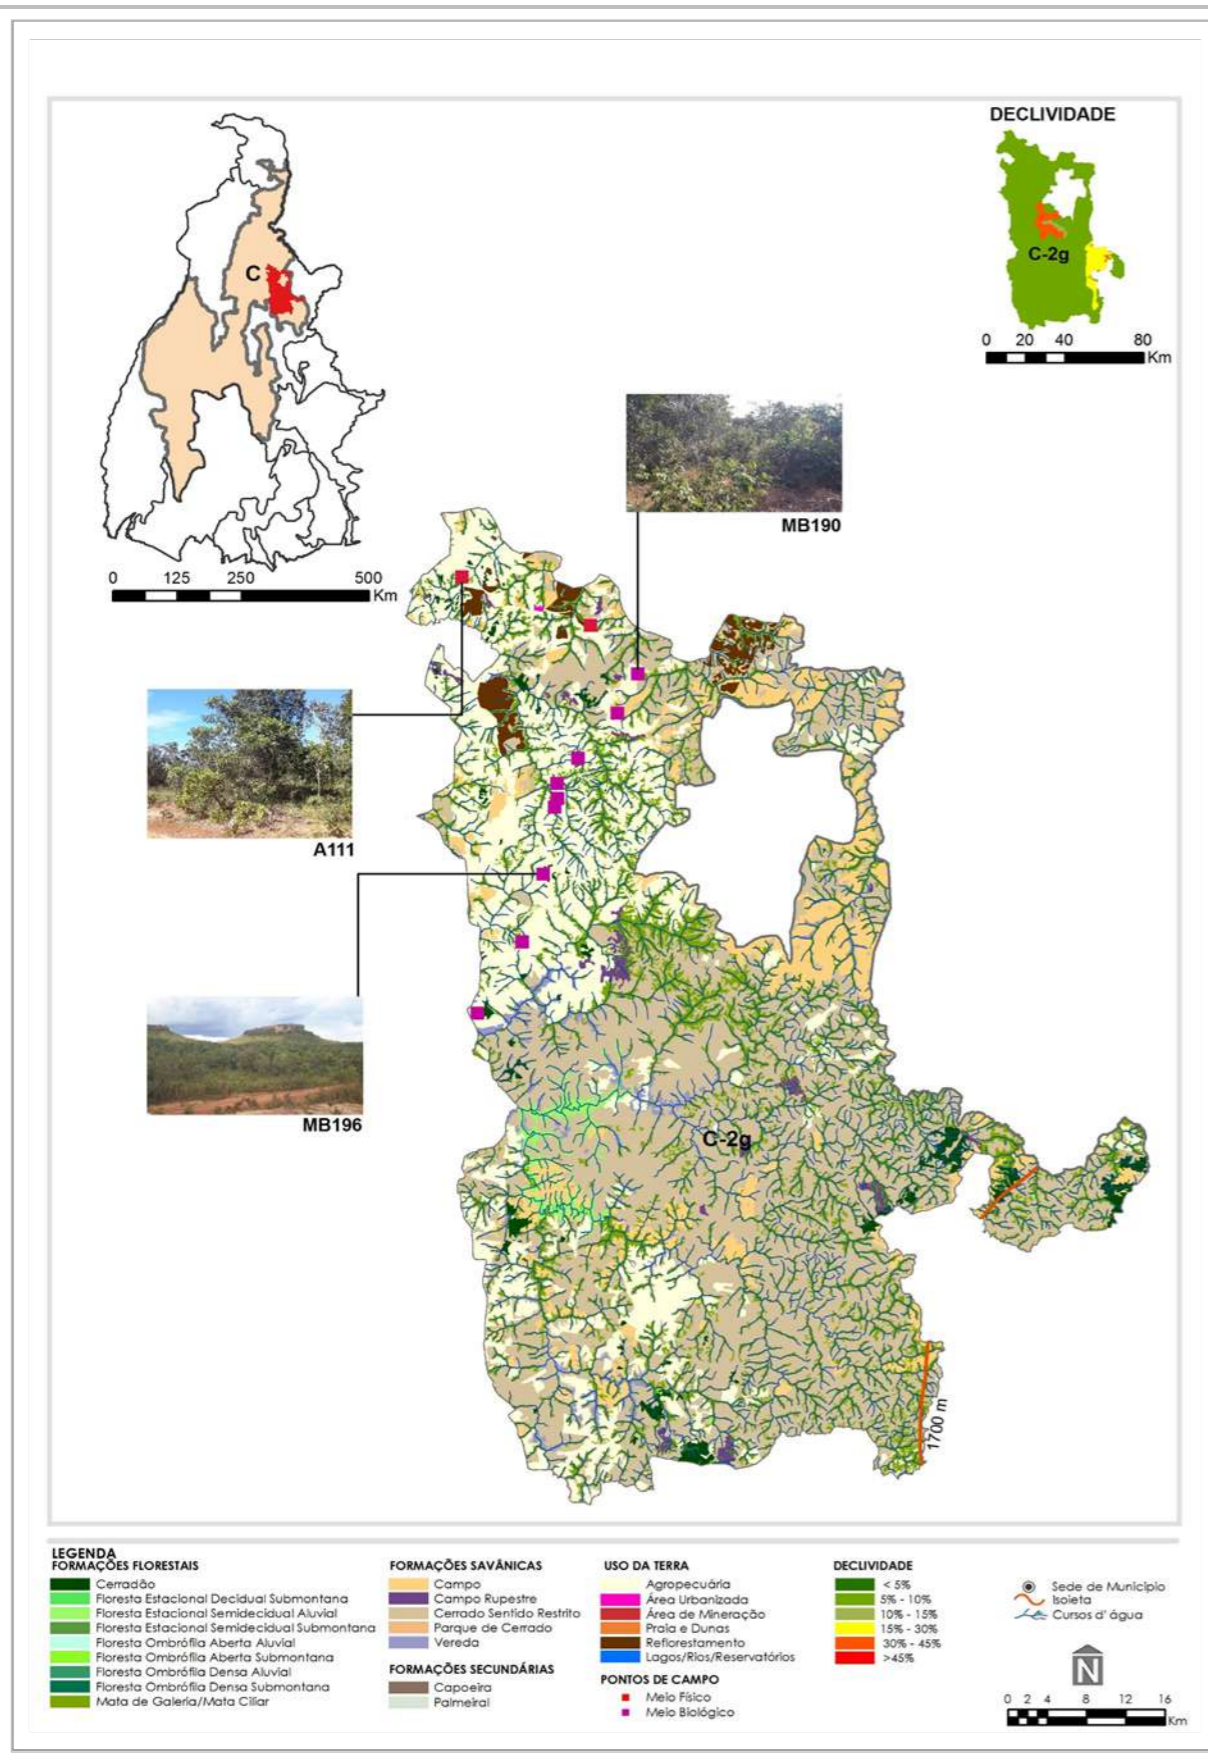 DECLIVIDADE
C
C-2g
0 20 40 80
Km
MB190
0 125 250 500
Km
A111
MB196
C-2g
1700 m
LEGENDA
FORMAÇÕES FLORESTAIS
Cerradão
Floresta Estacional Decidual Submontana
Floresta Estacional Semidecidual Aluvial
Floresta Estacional Semidecidual Submontana
Floresta Ombrófila Aberta Aluvial
Floresta Ombrófila Aberta Submontana
Floresta Ombrófila Densa Aluvial
Floresta Ombrófila Densa Submontana
Mata de Galeria/Mata Ciliar
FORMAÇÕES SAVÂNICAS
Campo
Campo Rupestre
Cerrado Sentido Restrito
Parque de Cerrado
Vereda
FORMAÇÕES SECUNDÁRIAS
Capoeira
Palmeiral
USO DA TERRA
Agropecuária
Área Urbanizada
Área de Mineração
Praia e Dunas
Reflorestamento
Lagos/Rios/Reservatórios
PONTOS DE CAMPO
Meio Físico
Meio Biológico
DECLIVIDADE
< 5%
5% - 10%
10% - 15%
15% - 30%
30% - 45%
>45%
Sede de Município
Isoieta
Cursos d' água
N
0 2 4 8 12 16
Km